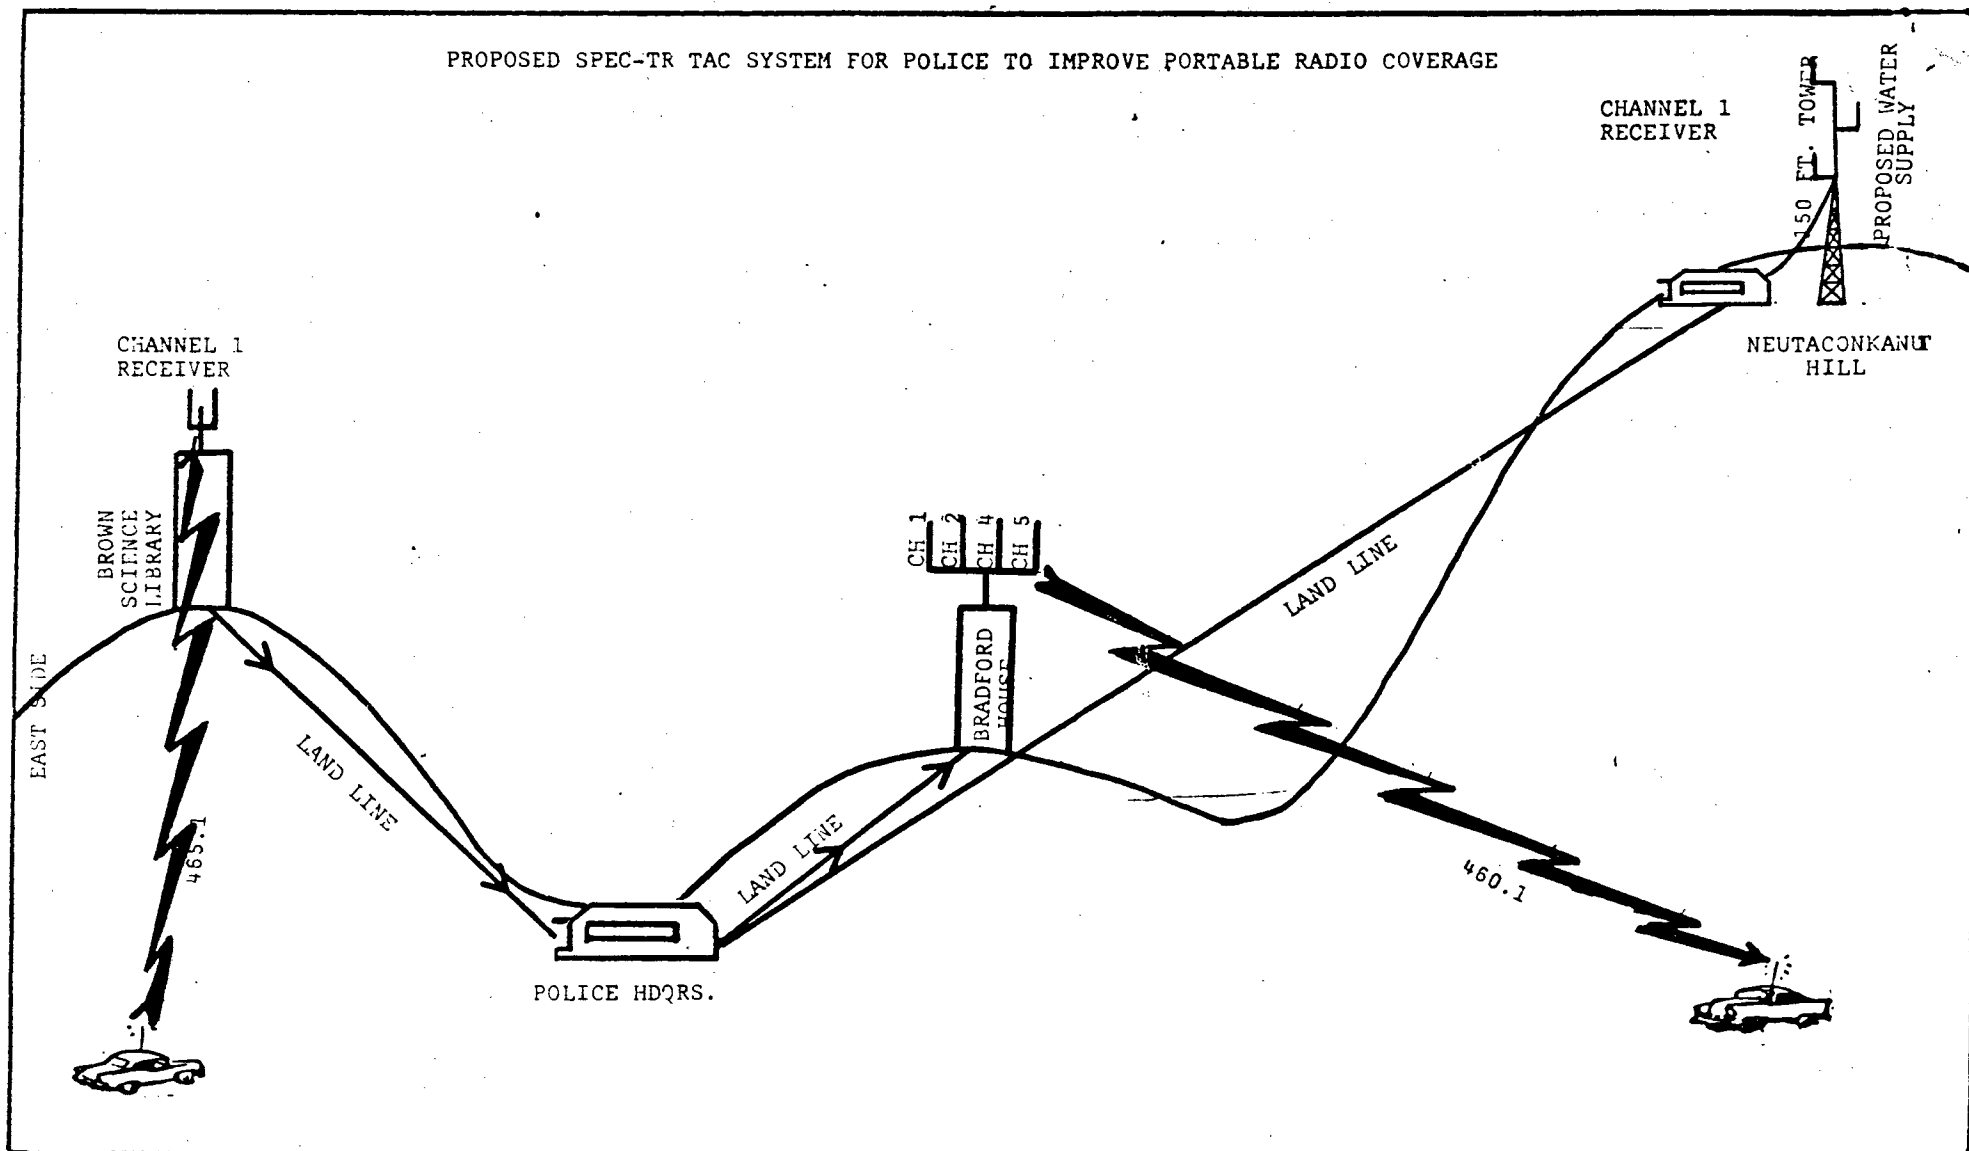 PROPOSED SPEC-TR TAC SYSTEM FOR POLICE TO IMPROVE PORTABLE RADIO COVERAGE
CHANNEL 1
RECEIVER
150 FT. TOWER
PROPOSED WATER
SUPPLY
NEUTACONKANUT
HILL
CHANNEL 1
RECEIVER
BROWN
SCIENCE
LIBRARY
EAST SIDE
LAND LINE
465.1
CH 1
CH 2
CH 4
CH 5
BRADFORD
HOUSE
LAND LINE
LAND LINE
460.1
POLICE HDQRS.